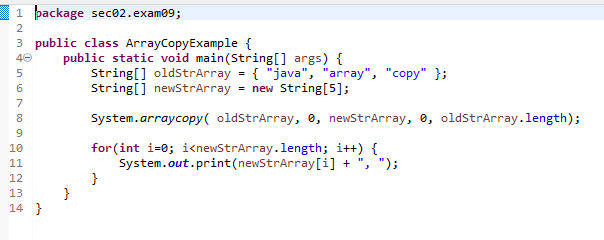 1 package sec02.exam09;
2
3 public class ArrayCopyExample {
4     public static void main(String[] args) {
5         String[] oldStrArray = { "java", "array", "copy" };
6         String[] newStrArray = new String[5];
7
8         System.arraycopy( oldStrArray, 0, newStrArray, 0, oldStrArray.length);
9
10         for(int i=0; i<newStrArray.length; i++) {
11             System.out.print(newStrArray[i] + ", ");
12         }
13     }
14 }